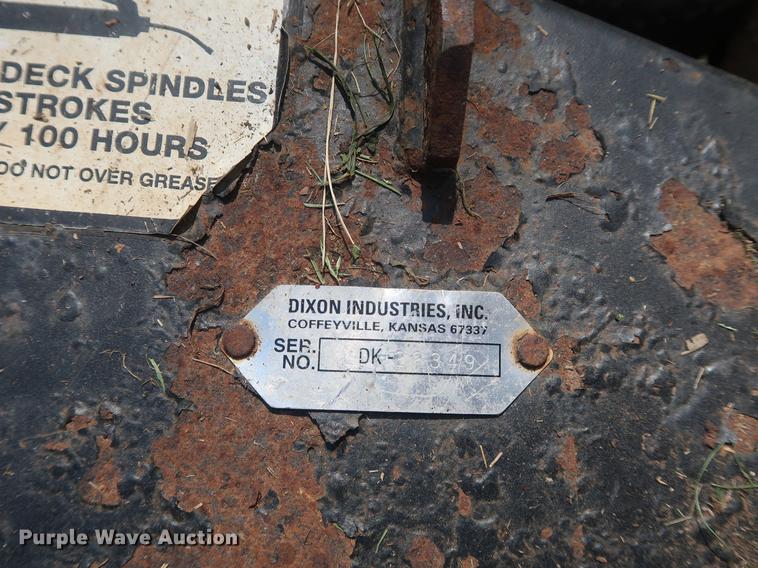 DECK SPINDLES
STROKES
100 HOURS
DO NOT OVER GREASE
DIXON INDUSTRIES, INC.
COFFEYVILLE, KANSAS 67337
SER. NO. DK-
Purple Wave Auction